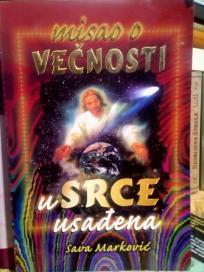 misao o
VEČNOSTI
u SRCE
usađena
Sava Marković